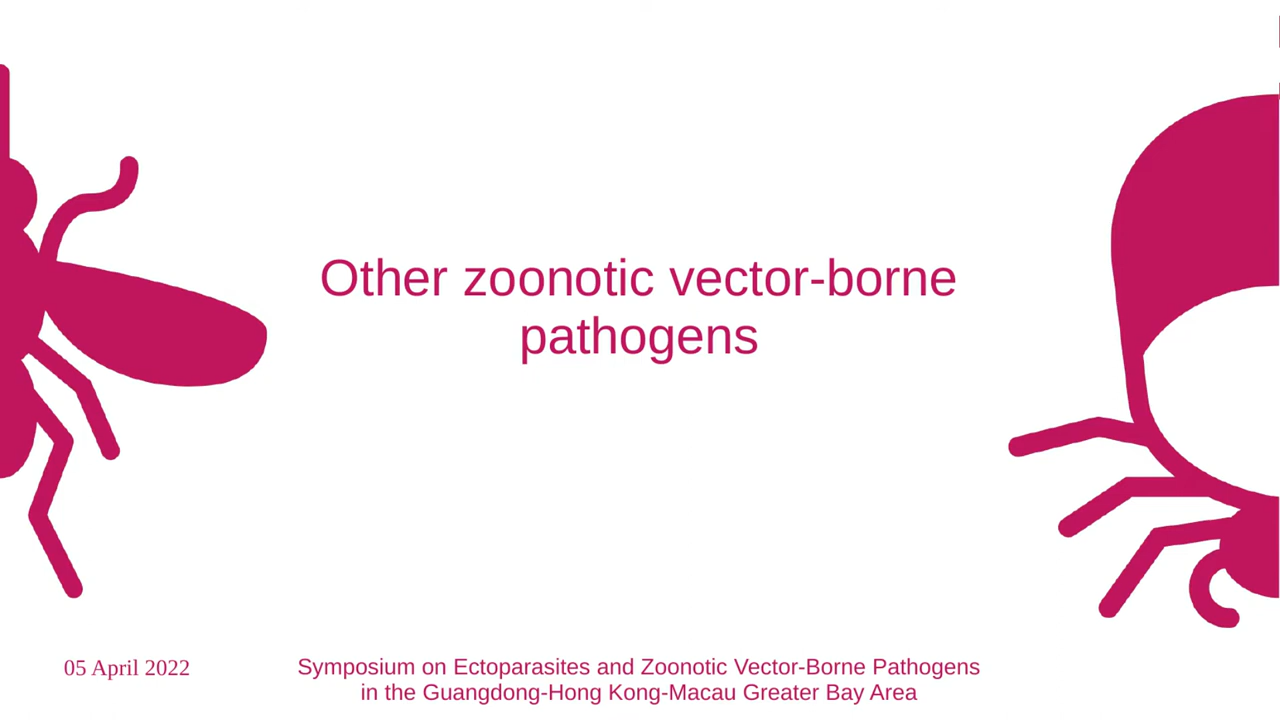 Other zoonotic vector-borne
pathogens
05 April 2022
Symposium on Ectoparasites and Zoonotic Vector-Borne Pathogens
in the Guangdong-Hong Kong-Macau Greater Bay Area